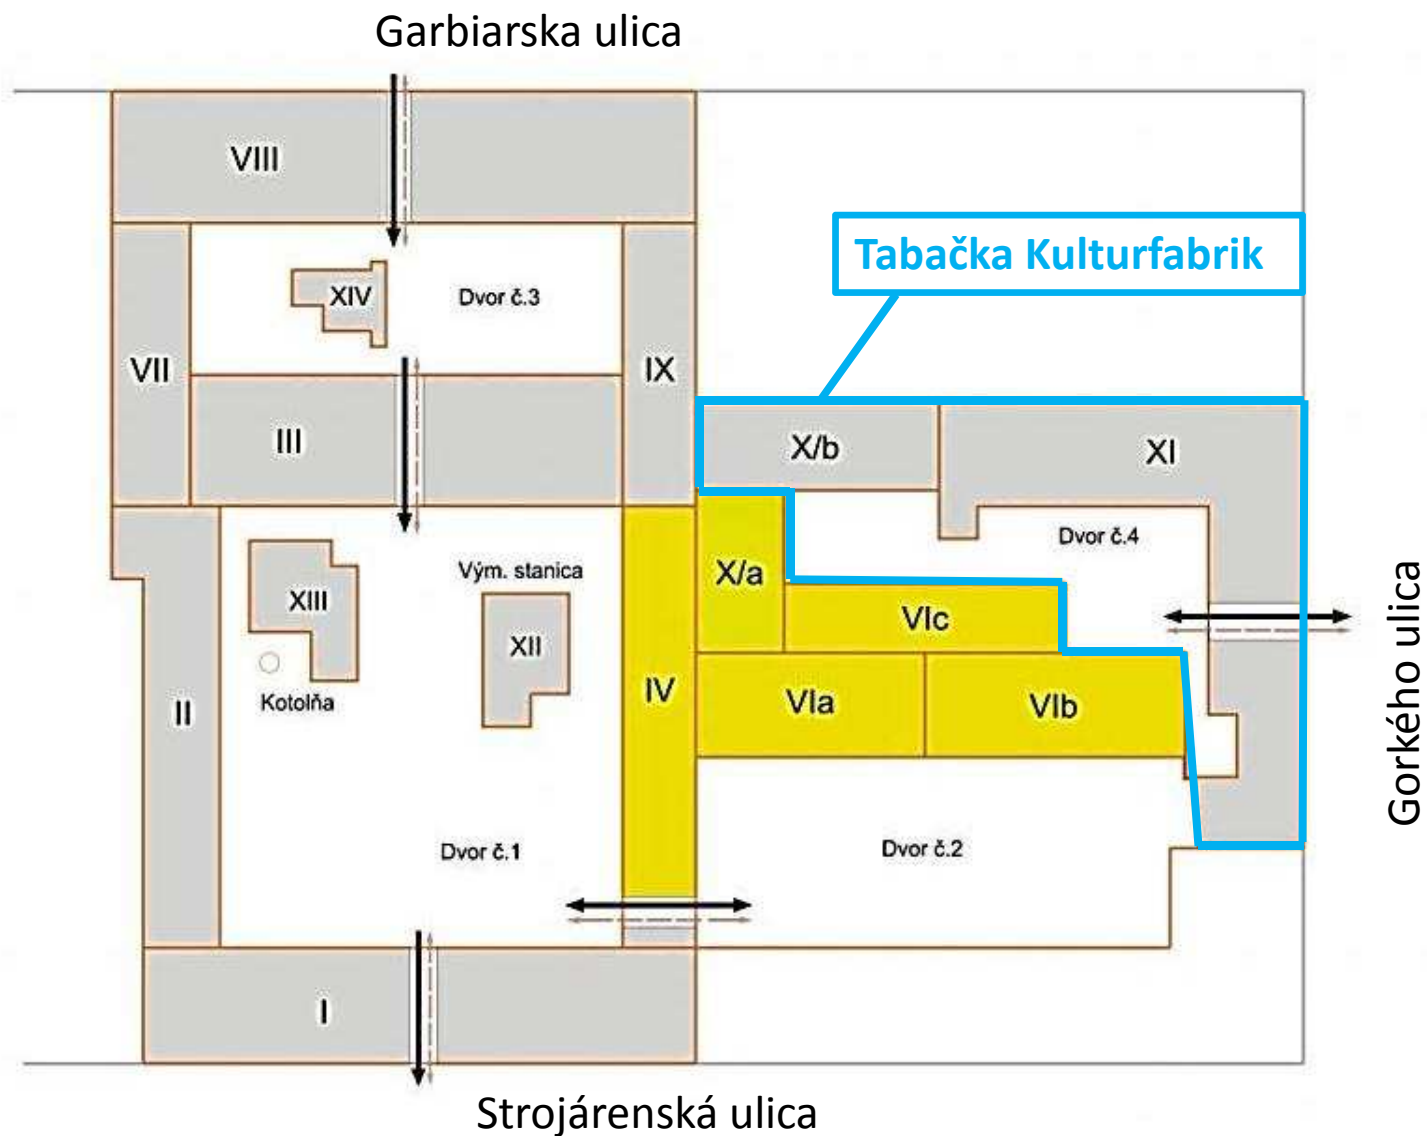 Garbiarska ulica
VIII
Tabačka Kulturfabrik
XIV
Dvor č.3
VII
IX
III
X/b
XI
Dvor č.4
Vým. stanica
X/a
XIII
VIc
XII
Kotolňa
II
IV
VIa
VIb
Gorkého ulica
Dvor č.1
Dvor č.2
I
Strojárenská ulica